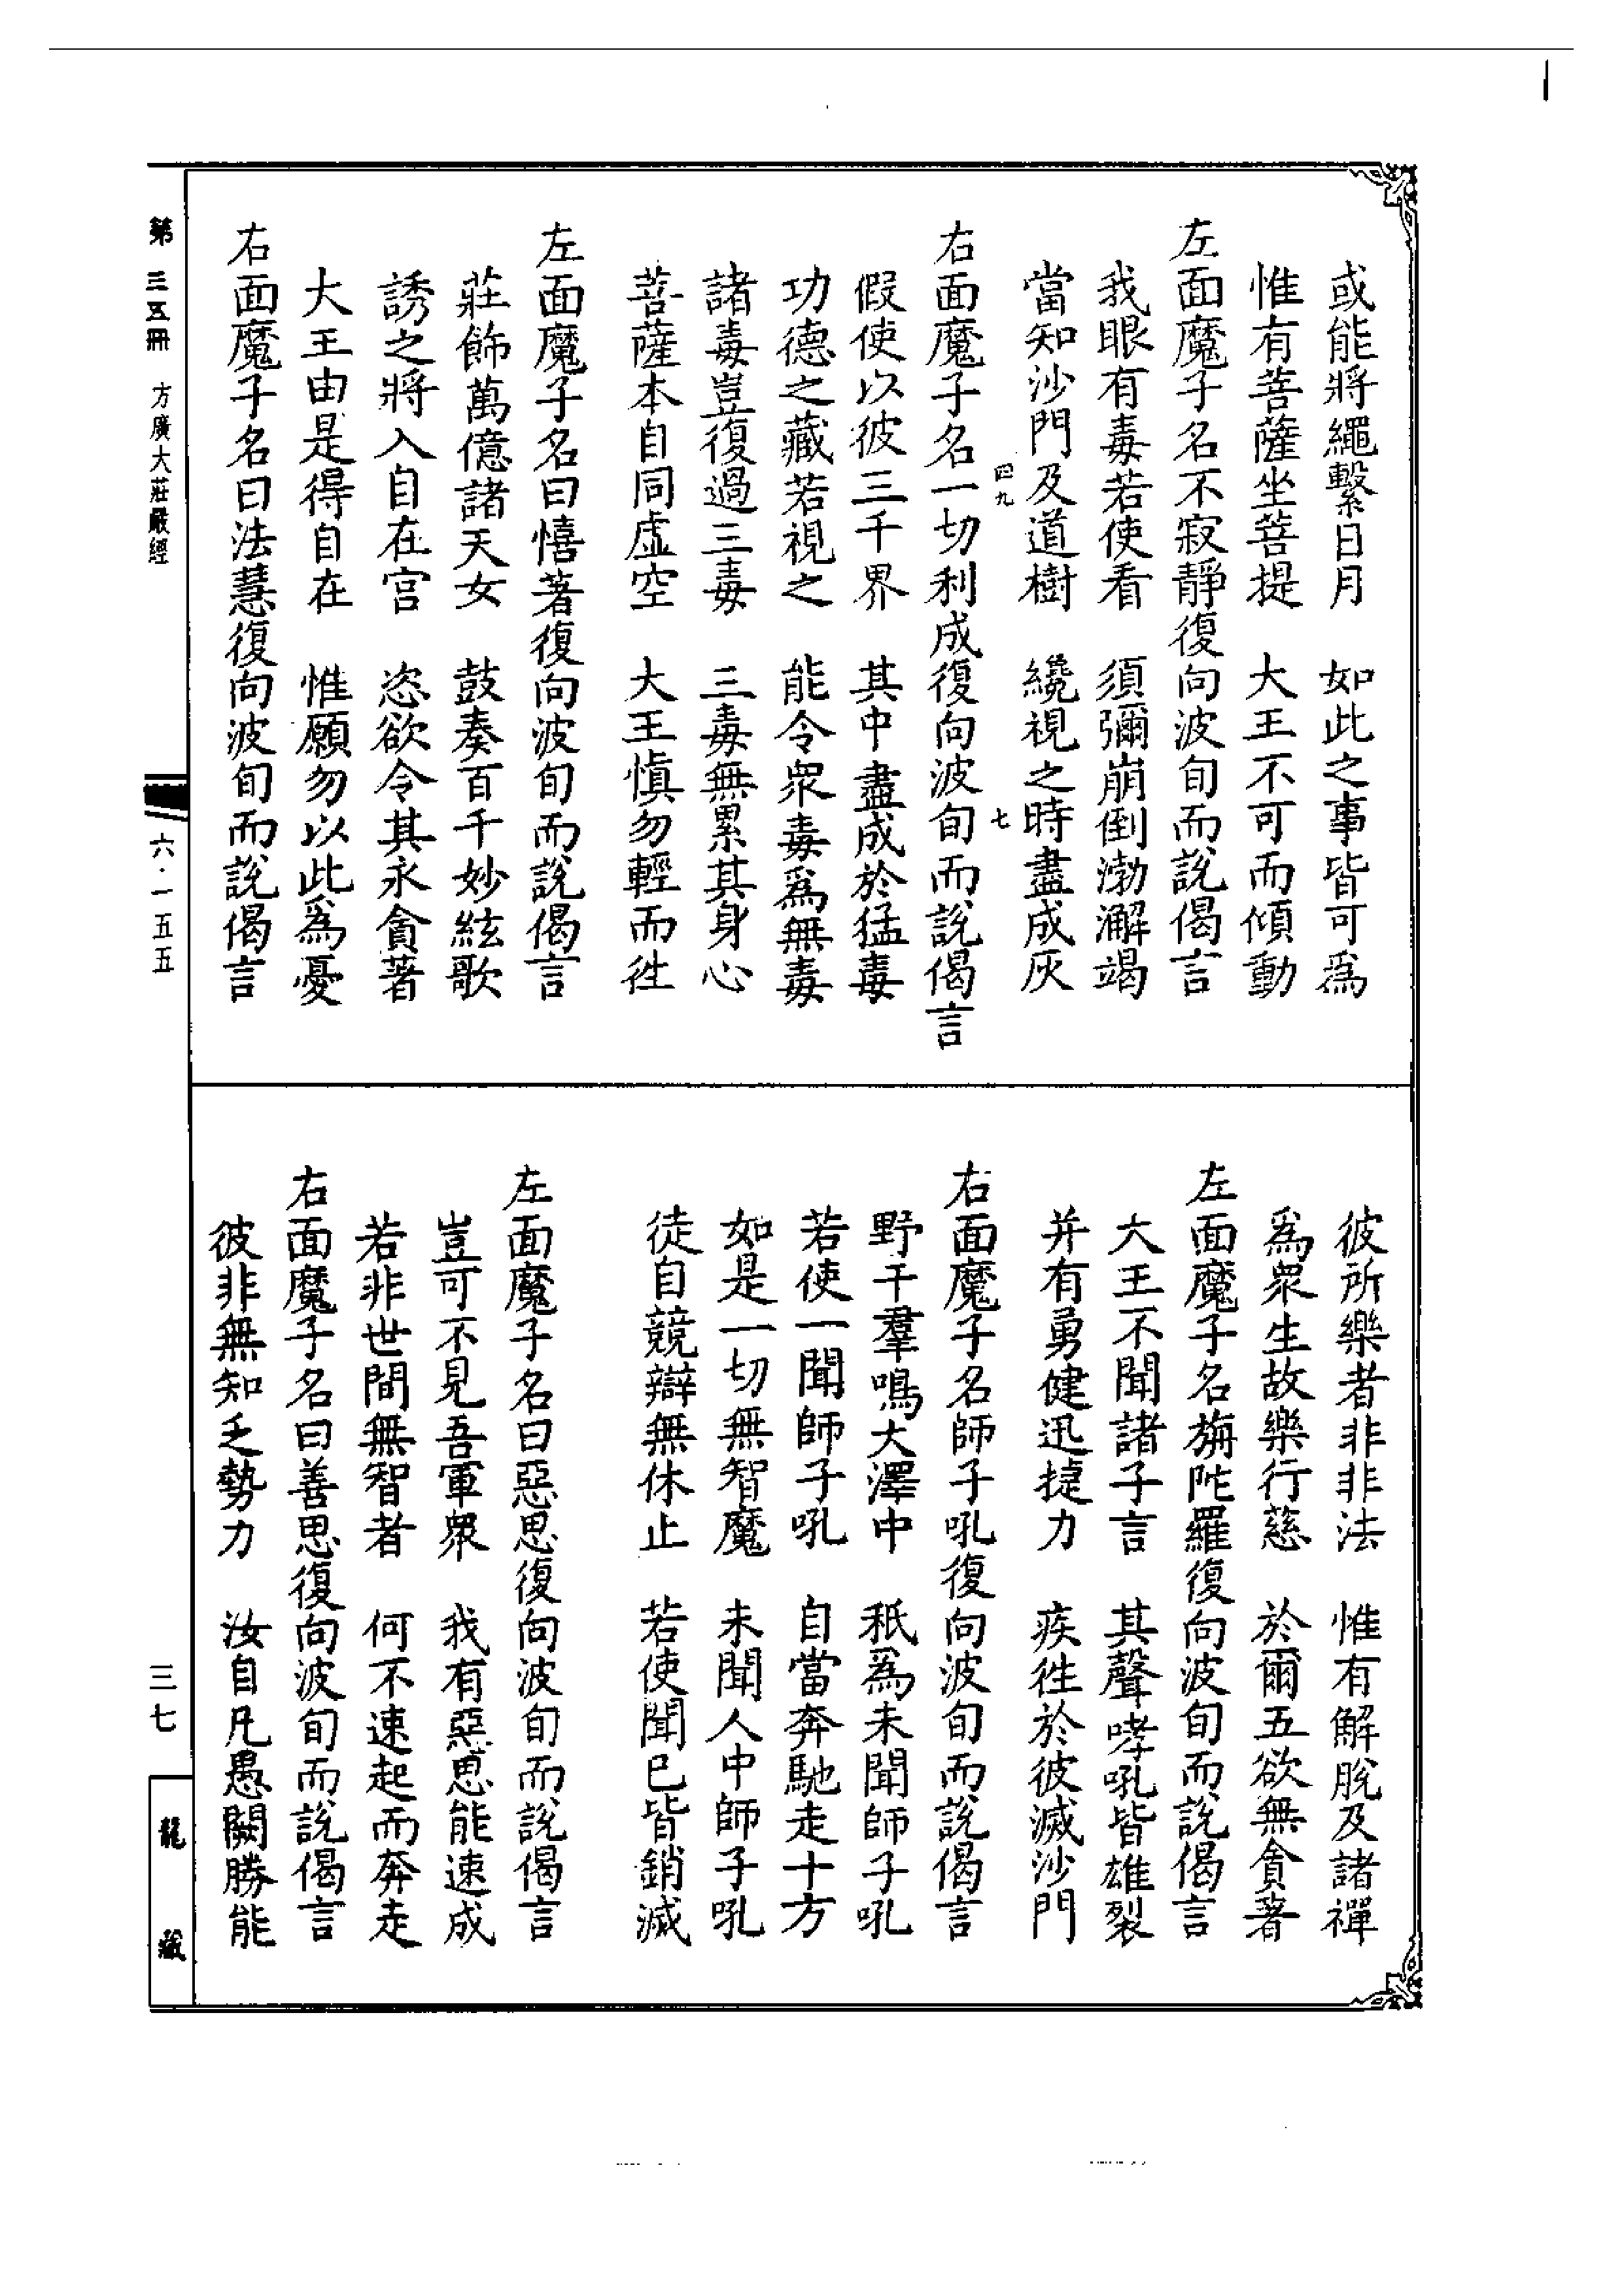 或能將繩繫日月　如此之事皆可爲
惟有菩薩坐菩提　大王不可而傾動
左面魔子名不寂靜復向波旬而說偈言
我眼有毒若使看　須彌崩倒渤澥竭
當知沙門及道樹　纔視之時盡成灰
四九　七
右面魔子名一切利成復向波旬而說偈言
假使以彼三千界　其中盡成於猛毒
功德之藏若視之　能令衆毒爲無毒
諸毒豈復過三毒　三毒無累其身心
菩薩本自同虛空　大王愼勿輕而徃
左面魔子名曰憘著復向波旬而說偈言
莊飾萬億諸天女　鼓奏百千妙絃歌
誘之將入自在宮　恣欲令其永貪著
大王由是得自在　惟願勿以此爲憂
右面魔子名曰法慧復向波旬而說偈言
彼所樂者非非法　惟有解脫及諸禪
爲衆生故樂行慈　於爾五欲無貪著
左面魔子名旃陀羅復向波旬而說偈言
大王不聞諸子言　其聲哮吼皆雄裂
并有勇健迅捷力　疾徃於彼滅沙門
右面魔子名師子吼復向波旬而說偈言
野干羣鳴大澤中　秖爲未聞師子吼
若使一聞師子吼　自當奔馳走十方
如是一切無智魔　未聞人中師子吼
徒自競辯無休止　若使聞已皆銷滅
左面魔子名曰惡思復向波旬而說偈言
豈可不見吾軍衆　我有惡思能速成
若非世間無智者　何不速起而奔走
右面魔子名曰善思復向波旬而說偈言
彼非無知乏勢力　汝自凡愚闕勝能
第三五冊　方廣大莊嚴經
六·一五五
三七
龍藏